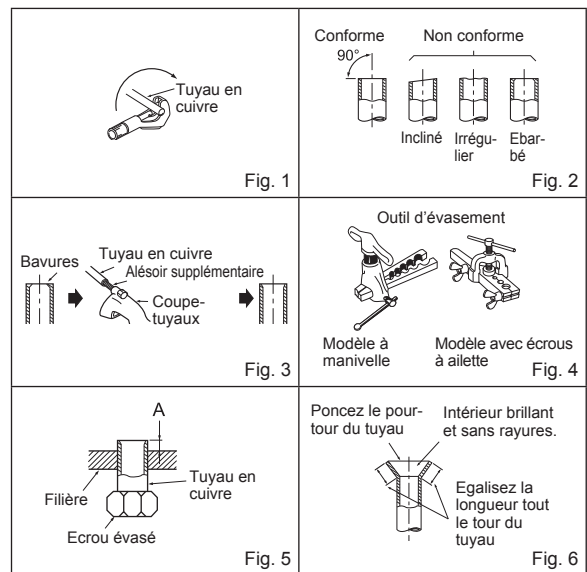 Tuyau en
cuivre
Fig. 1
Conforme
Non conforme
90°
Incliné
Irrégu-
lier
Ebar-
bé
Fig. 2
Bavures
Tuyau en cuivre
Alésoir supplémentaire
Coupe-
tuyaux
Fig. 3
Outil d'évasement
Modèle à
manivelle
Modèle avec écrous
à ailette
Fig. 4
A
Tuyau en
cuivre
Filière
Ecrou évasé
Fig. 5
Poncez le pour-
tour du tuyau
Intérieur brillant
et sans rayures.
Egalisez la
longueur tout
le tour du
tuyau
Fig. 6